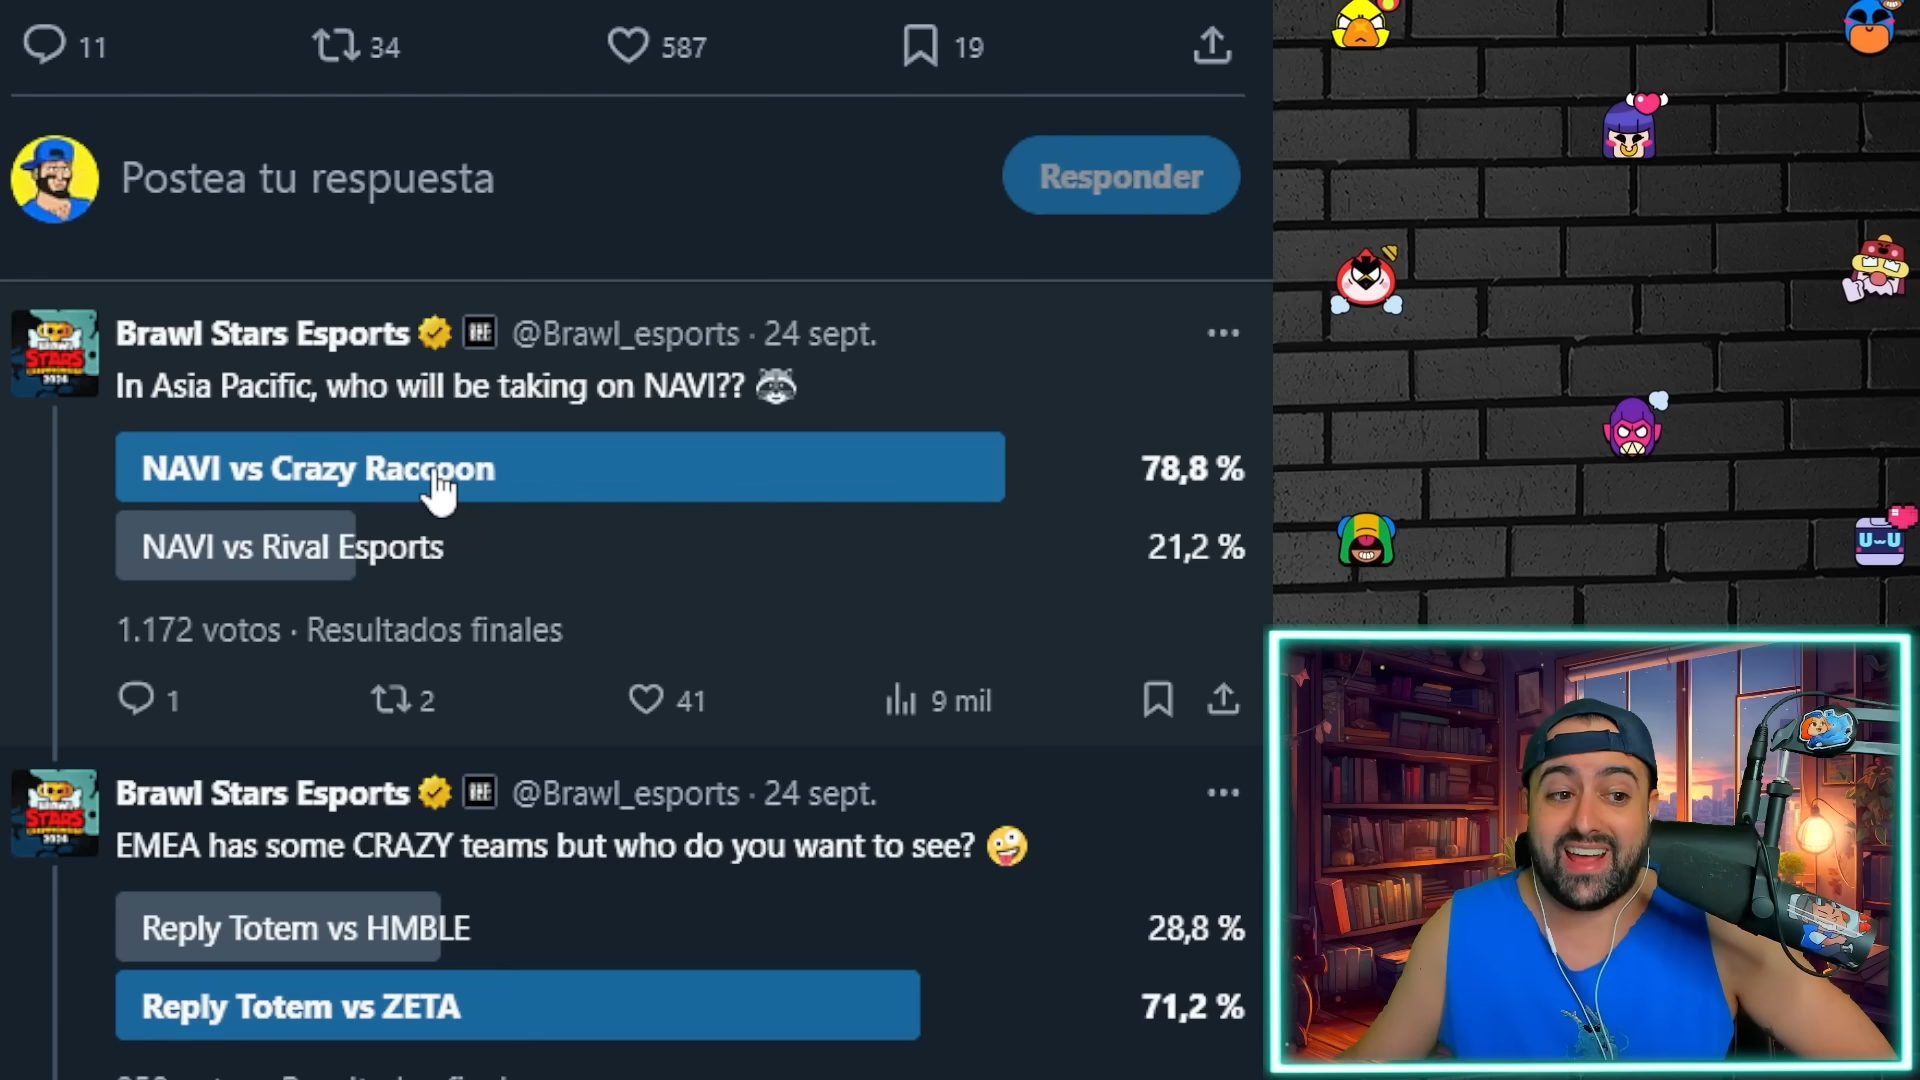 11
34
587
19
Postea tu respuesta
Responder
Brawl Stars Esports @Brawl_esports · 24 sept.
In Asia Pacific, who will be taking on NAVI??
NAVI vs Crazy Raccoon 78,8 %
NAVI vs Rival Esports 21,2 %
1.172 votos · Resultados finales
1
2
41
9 mil
Brawl Stars Esports @Brawl_esports · 24 sept.
EMEA has some CRAZY teams but who do you want to see?
Reply Totem vs HMBLE 28,8 %
Reply Totem vs ZETA 71,2 %